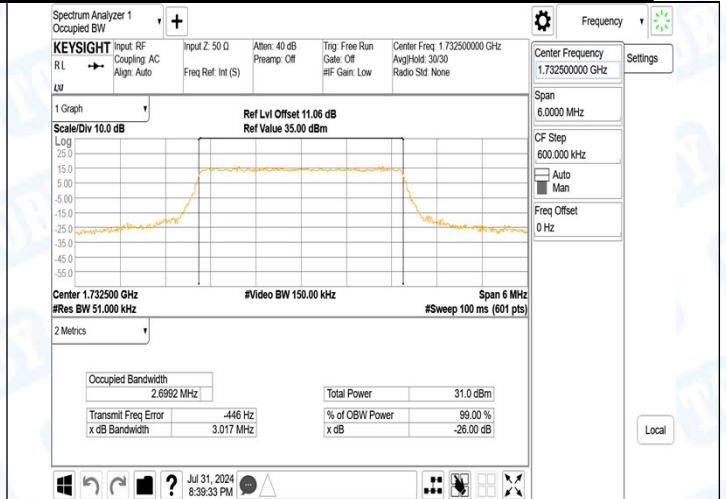 Spectrum Analyzer 1
Occupied BW
+
Frequency
KEYSIGHT
RL
Input: RF
Coupling: AC
Align: Auto
Input Z: 50 Ω
Freq Ref: Int (S)
Atten: 40 dB
Preamp: Off
Trig: Free Run
Gate: Off
#IF Gain: Low
Center Freq: 1.732500000 GHz
Avg|Hold: 30/30
Radio Std: None
Center Frequency
1.732500000 GHz
Settings
Span
6.0000 MHz
CF Step
600.000 kHz
Auto
Man
Freq Offset
0 Hz
1 Graph
Scale/Div 10.0 dB
Ref Lvl Offset 11.06 dB
Ref Value 35.00 dBm
Log
25.0
15.0
5.00
-5.00
-15.0
-25.0
-35.0
-45.0
-55.0
Center 1.732500 GHz
#Res BW 51.000 kHz
#Video BW 150.00 kHz
Span 6 MHz
#Sweep 100 ms (601 pts)
2 Metrics
Occupied Bandwidth
2.6992 MHz
Total Power 31.0 dBm
Transmit Freq Error -446 Hz
% of OBW Power 99.00 %
x dB Bandwidth 3.017 MHz
x dB -26.00 dB
Local
?
Jul 31, 2024
8:39:33 PM